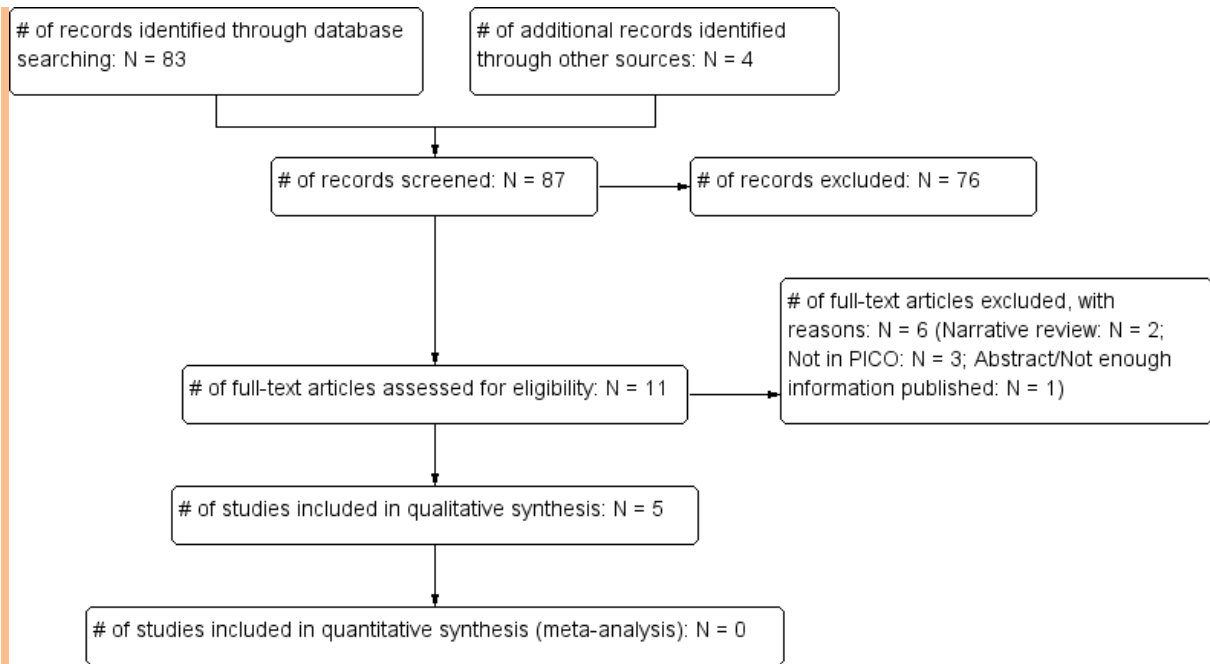 # of records identified through database
searching: N = 83
# of additional records identified
through other sources: N = 4
# of records screened: N = 87
# of records excluded: N = 76
# of full-text articles excluded, with
reasons: N = 6 (Narrative review: N = 2;
Not in PICO: N = 3; Abstract/Not enough
information published: N = 1)
# of full-text articles assessed for eligibility: N = 11
# of studies included in qualitative synthesis: N = 5
# of studies included in quantitative synthesis (meta-analysis): N = 0